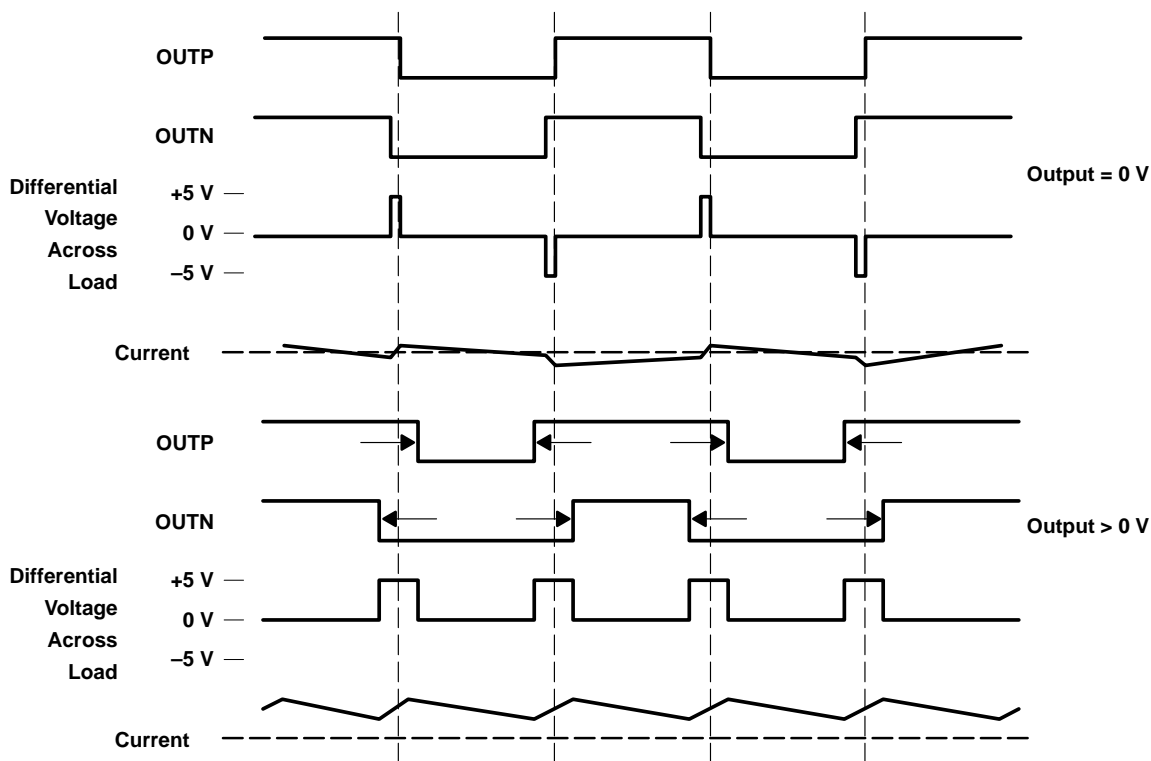 OUTP
OUTN
Output = 0 V
Differential
Voltage
Across
Load
+5 V
0 V
–5 V
Current
OUTP
OUTN
Output > 0 V
Differential
Voltage
Across
Load
+5 V
0 V
–5 V
Current